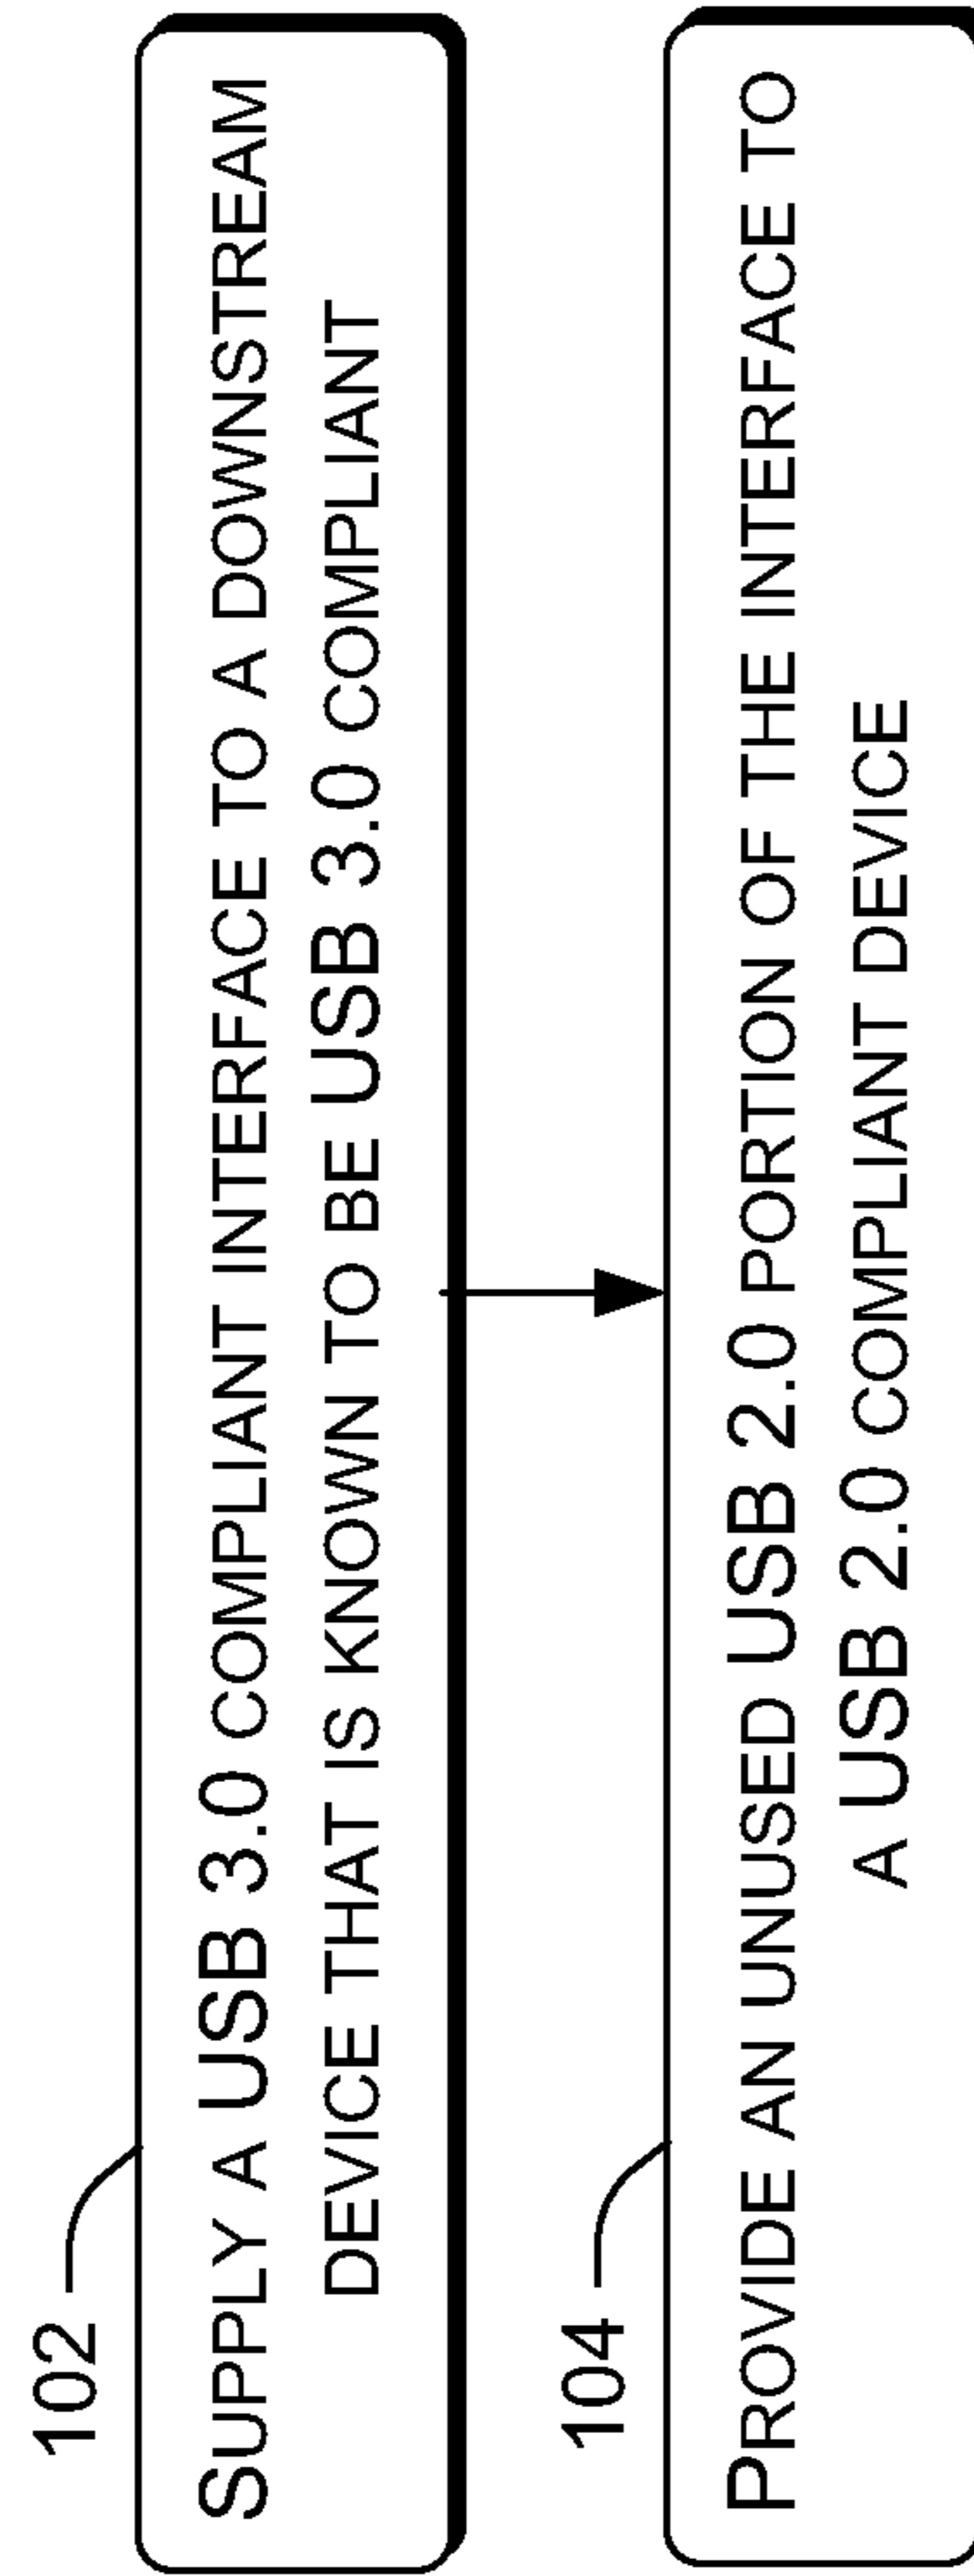 102
SUPPLY A USB 3.0 COMPLIANT INTERFACE TO A DOWNSTREAM
DEVICE THAT IS KNOWN TO BE USB 3.0 COMPLIANT
104
PROVIDE AN UNUSED USB 2.0 PORTION OF THE INTERFACE TO
A USB 2.0 COMPLIANT DEVICE